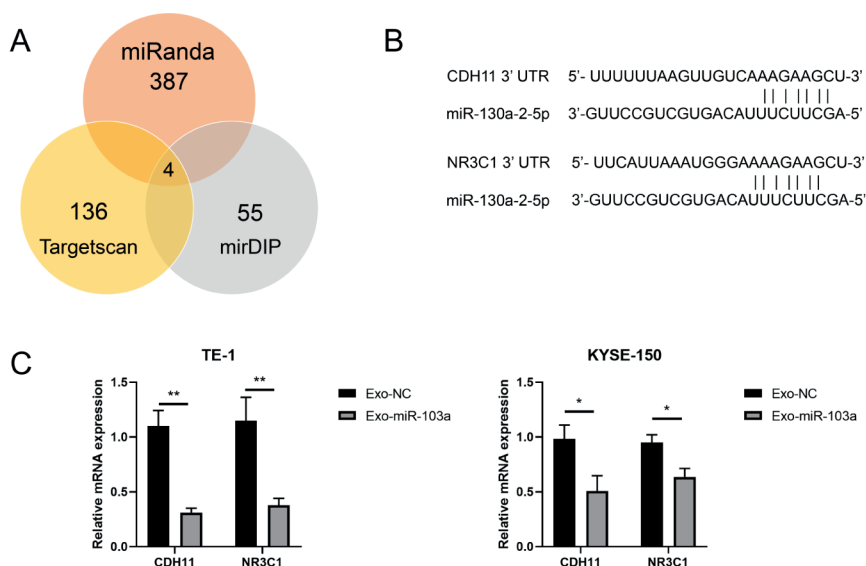 A
miRanda
387
4
136
Targetscan
55
mirDIP
B
CDH11 3' UTR 5'- UUUUUUAAGUUGUCAAAGAAGCU-3'
miR-130a-2-5p 3'-GUUCCGUCGUGACAUUUCUUCGA-5'
NR3C1 3' UTR 5'- UUCAUUAAAUGGGAAAAGAAGCU-3'
miR-130a-2-5p 3'-GUUCCGUCGUGACAUUUCUUCGA-5'
C
TE-1
Relative mRNA expression
1.5
1.0
0.5
0.0
**
**
CDH11 NR3C1
Exo-NC
Exo-miR-103a
KYSE-150
Relative mRNA expression
1.5
1.0
0.5
0.0
*
*
CDH11 NR3C1
Exo-NC
Exo-miR-103a